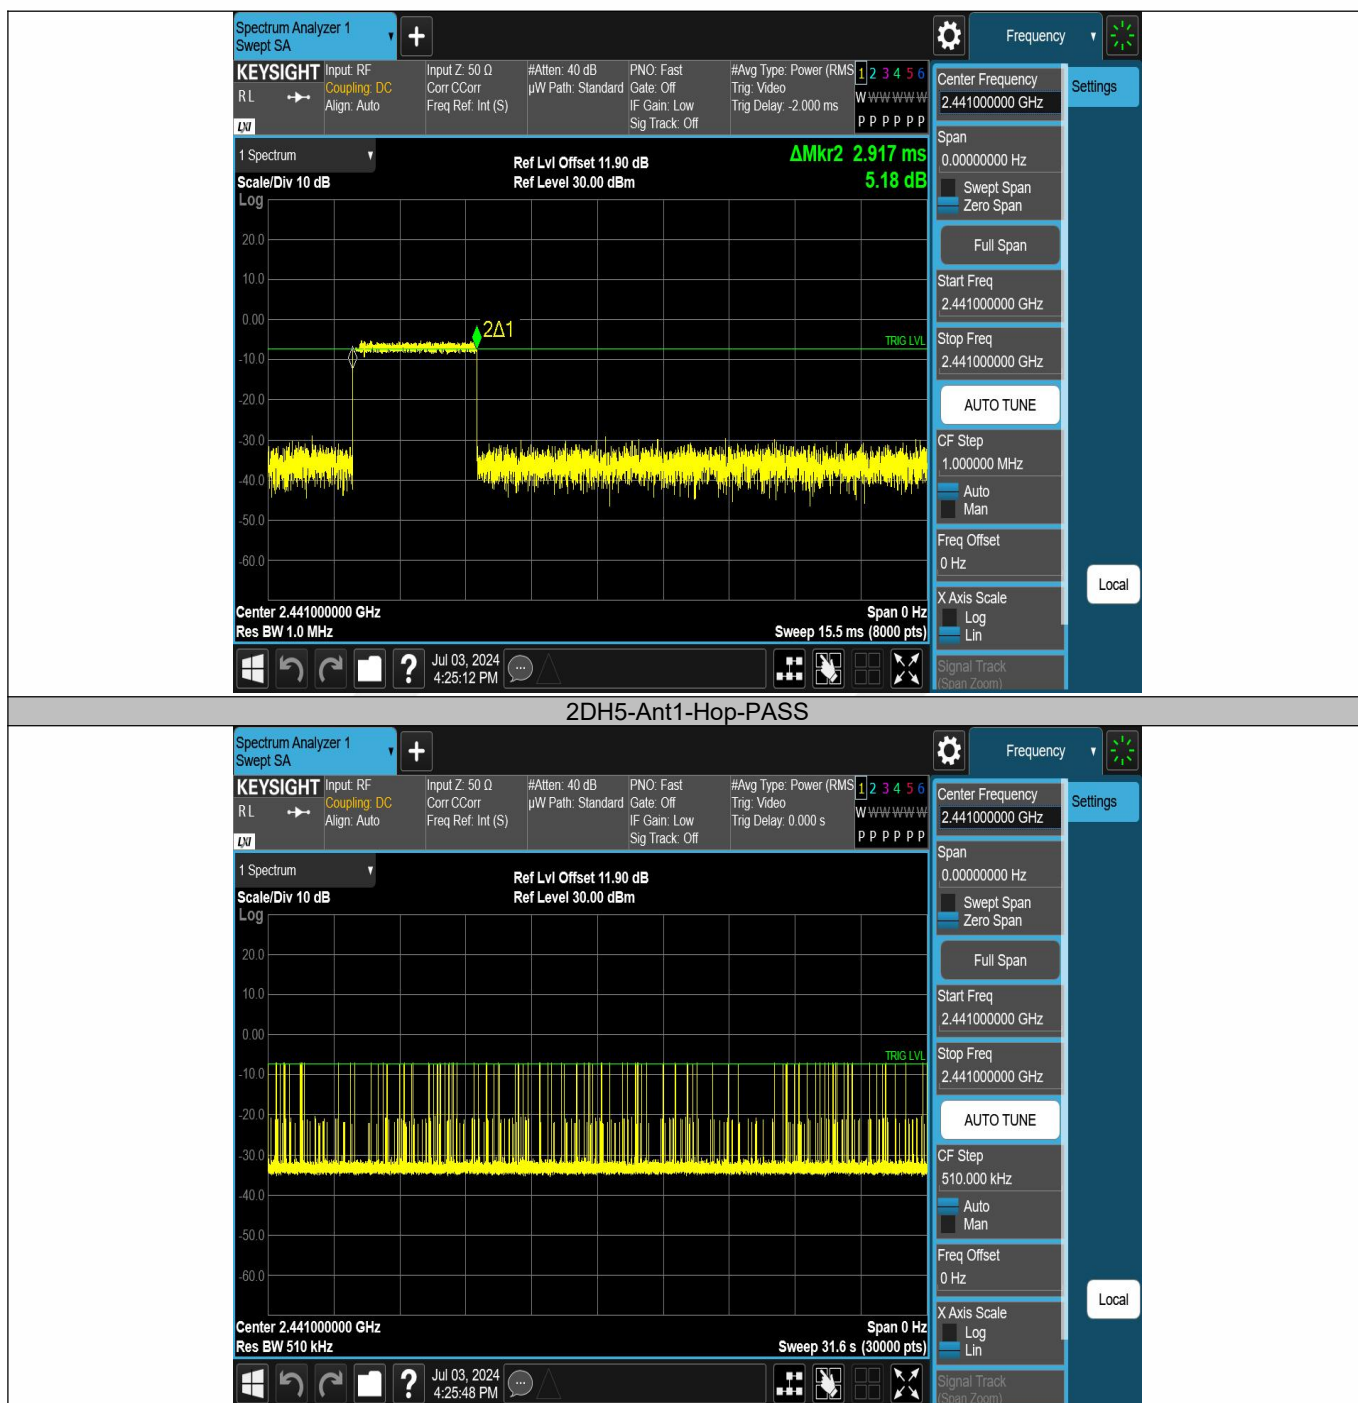 Spectrum Analyzer 1
Swept SA
+
Frequency
KEYSIGHT
RL
LXI
Input: RF
Coupling: DC
Align: Auto
Input Z: 50 Ω
Corr CCorr
Freq Ref: Int (S)
#Atten: 40 dB
µW Path: Standard
PNO: Fast
Gate: Off
IF Gain: Low
Sig Track: Off
#Avg Type: Power (RMS
Trig: Video
Trig Delay: -2.000 ms
1 2 3 4 5 6
W W W W W W
P P P P P P
1 Spectrum
Scale/Div 10 dB
Log
Ref Lvl Offset 11.90 dB
Ref Level 30.00 dBm
ΔMkr2 2.917 ms
5.18 dB
20.0
10.0
0.00
-10.0
-20.0
-30.0
-40.0
-50.0
-60.0
2Δ1
TRIG LVL
Center 2.441000000 GHz
Res BW 1.0 MHz
Span 0 Hz
Sweep 15.5 ms (8000 pts)
Jul 03, 2024
4:25:12 PM
Center Frequency
2.441000000 GHz
Settings
Span
0.00000000 Hz
Swept Span
Zero Span
Full Span
Start Freq
2.441000000 GHz
Stop Freq
2.441000000 GHz
AUTO TUNE
CF Step
1.000000 MHz
Auto
Man
Freq Offset
0 Hz
Local
X Axis Scale
Log
Lin
Signal Track
(Span Zoom)
2DH5-Ant1-Hop-PASS
Spectrum Analyzer 1
Swept SA
+
Frequency
KEYSIGHT
RL
LXI
Input: RF
Coupling: DC
Align: Auto
Input Z: 50 Ω
Corr CCorr
Freq Ref: Int (S)
#Atten: 40 dB
µW Path: Standard
PNO: Fast
Gate: Off
IF Gain: Low
Sig Track: Off
#Avg Type: Power (RMS
Trig: Video
Trig Delay: 0.000 s
1 2 3 4 5 6
W W W W W W
P P P P P P
1 Spectrum
Scale/Div 10 dB
Log
Ref Lvl Offset 11.90 dB
Ref Level 30.00 dBm
20.0
10.0
0.00
-10.0
-20.0
-30.0
-40.0
-50.0
-60.0
TRIG LVL
Center 2.441000000 GHz
Res BW 510 kHz
Span 0 Hz
Sweep 31.6 s (30000 pts)
Jul 03, 2024
4:25:48 PM
Center Frequency
2.441000000 GHz
Settings
Span
0.00000000 Hz
Swept Span
Zero Span
Full Span
Start Freq
2.441000000 GHz
Stop Freq
2.441000000 GHz
AUTO TUNE
CF Step
510.000 kHz
Auto
Man
Freq Offset
0 Hz
Local
X Axis Scale
Log
Lin
Signal Track
(Span Zoom)